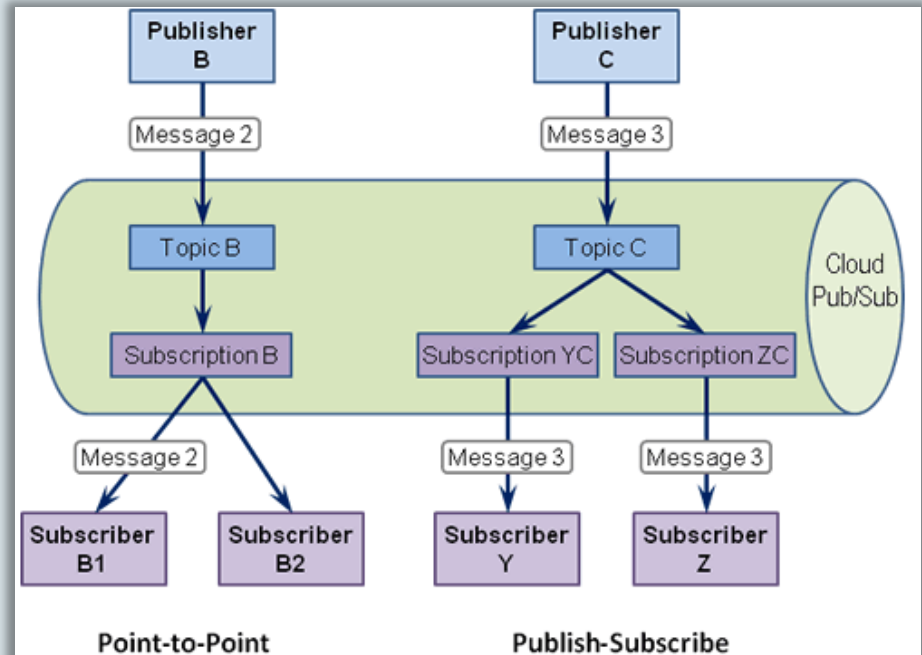 Publisher
B
Publisher
C
Message 2
Message 3
Topic B
Topic C
Cloud
Pub/Sub
Subscription B
Subscription YC
Subscription ZC
Message 2
Message 3
Message 3
Subscriber
B1
Subscriber
B2
Subscriber
Y
Subscriber
Z
Point-to-Point
Publish-Subscribe